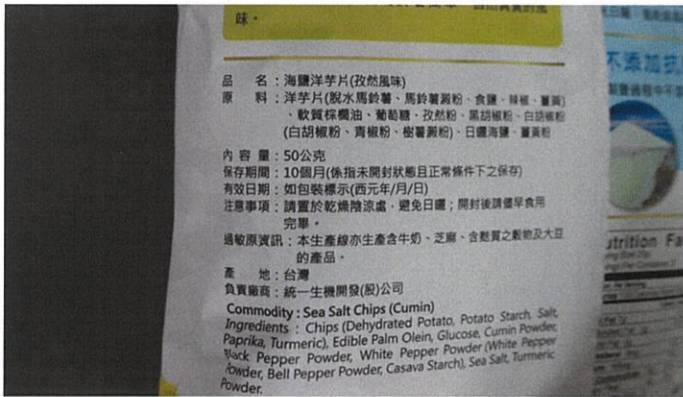 味。
品 名：海鹽洋芋片(孜然風味)
原 料：洋芋片(脫水馬鈴薯、馬鈴薯澱粉、食鹽、辣椒、薑黃)
、軟質棕櫚油、葡萄糖、孜然粉、黑胡椒粉、白胡椒粉
(白胡椒粉、青椒粉、樹薯澱粉)、日曬海鹽、薑黃粉
內 容 量：50公克
保存期間：10個月(係指未開封狀態且正常條件下之保存)
有效日期：如包裝標示(西元年/月/日)
注意事項：請置於乾燥陰涼處，避免日曬；開封後請儘早食用
完畢。
過敏原資訊：本生產線亦生產含牛奶、芝麻、含麩質之穀物及大豆
的產品。
產 地：台灣
負責廠商：統一生機開發(股)公司
Commodity : Sea Salt Chips (Cumin)
Ingredients : Chips (Dehydrated Potato, Potato Starch, Salt,
Paprika, Turmeric), Edible Palm Olein, Glucose, Cumin Powder,
Black Pepper Powder, White Pepper Powder (White Pepper
Powder, Bell Pepper Powder, Casava Starch), Sea Salt, Turmeric
Powder.
不添加抗
utrition Fa